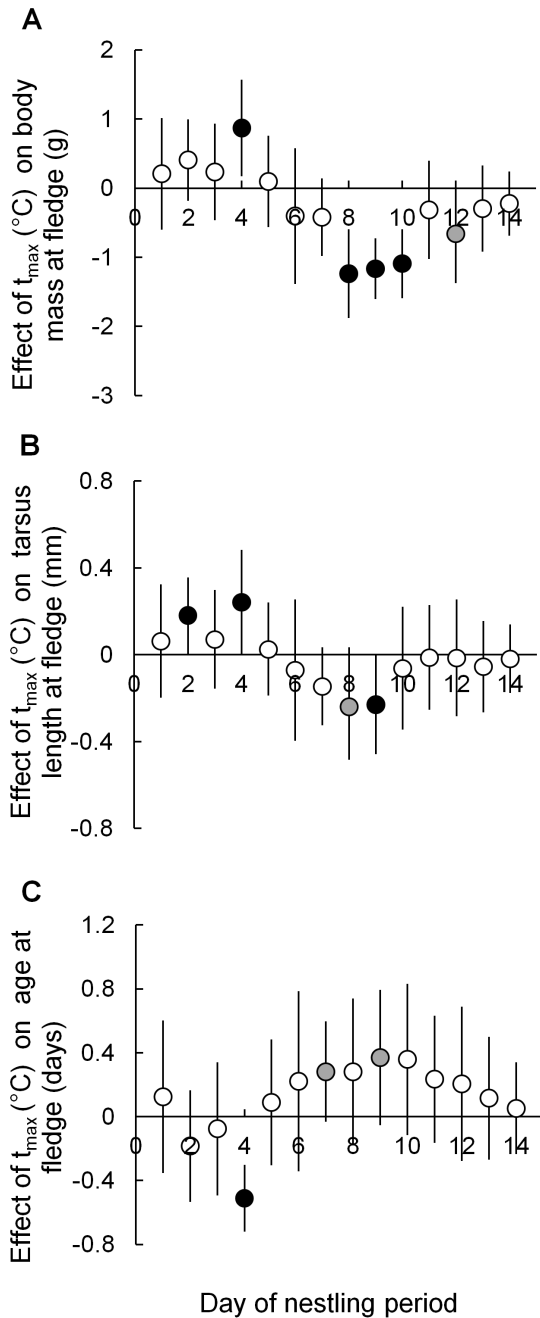 A
Effect of tmax (°C) on body
mass at fledge (g)
2
1
0
-1
-2
-3
0 2 4 6 8 10 12 14
B
Effect of tmax (°C) on tarsus
length at fledge (mm)
0.8
0.4
0
-0.4
-0.8
0 2 4 6 8 10 12 14
C
Effect of tmax (°C) on age at
fledge (days)
1.2
0.8
0.4
0
-0.4
-0.8
0 2 4 6 8 10 12 14
Day of nestling period